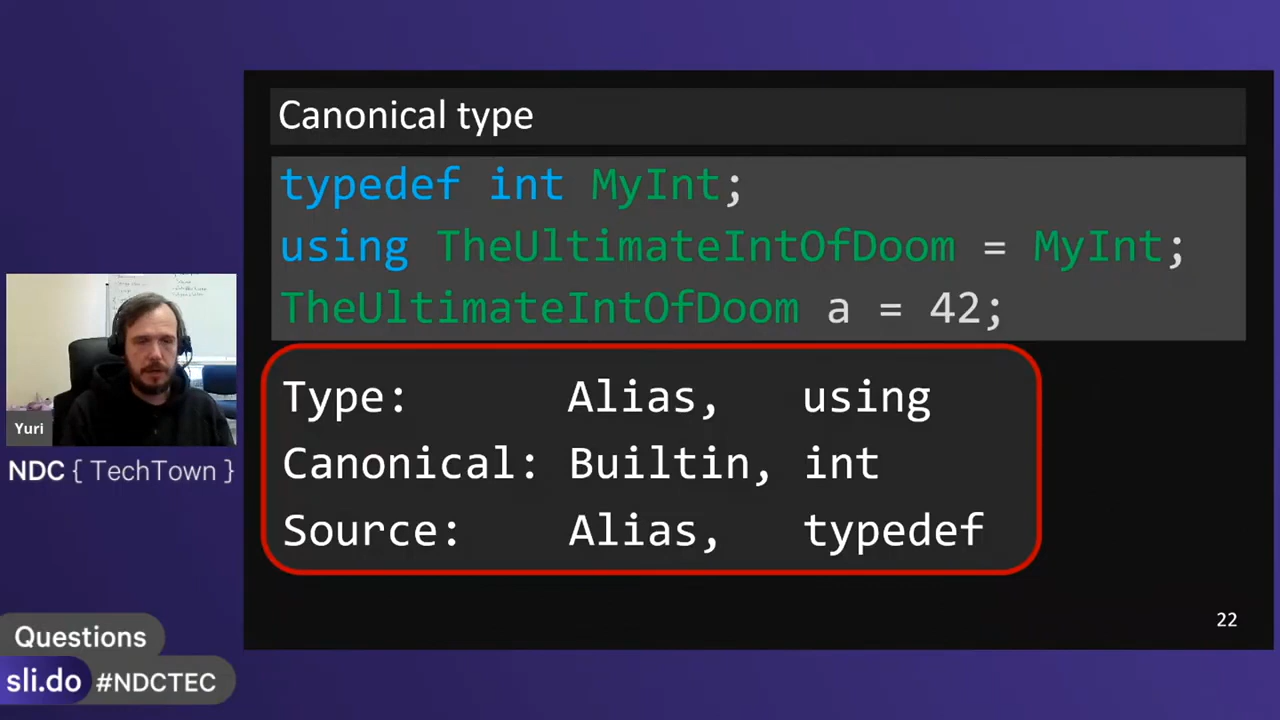 Canonical type
typedef int MyInt;
using TheUltimateIntOfDoom = MyInt;
TheUltimateIntOfDoom a = 42;
Type: Alias, using
Canonical: Builtin, int
Source: Alias, typedef
22
Yuri
NDC { TechTown }
Questions
sli.do #NDCTEC